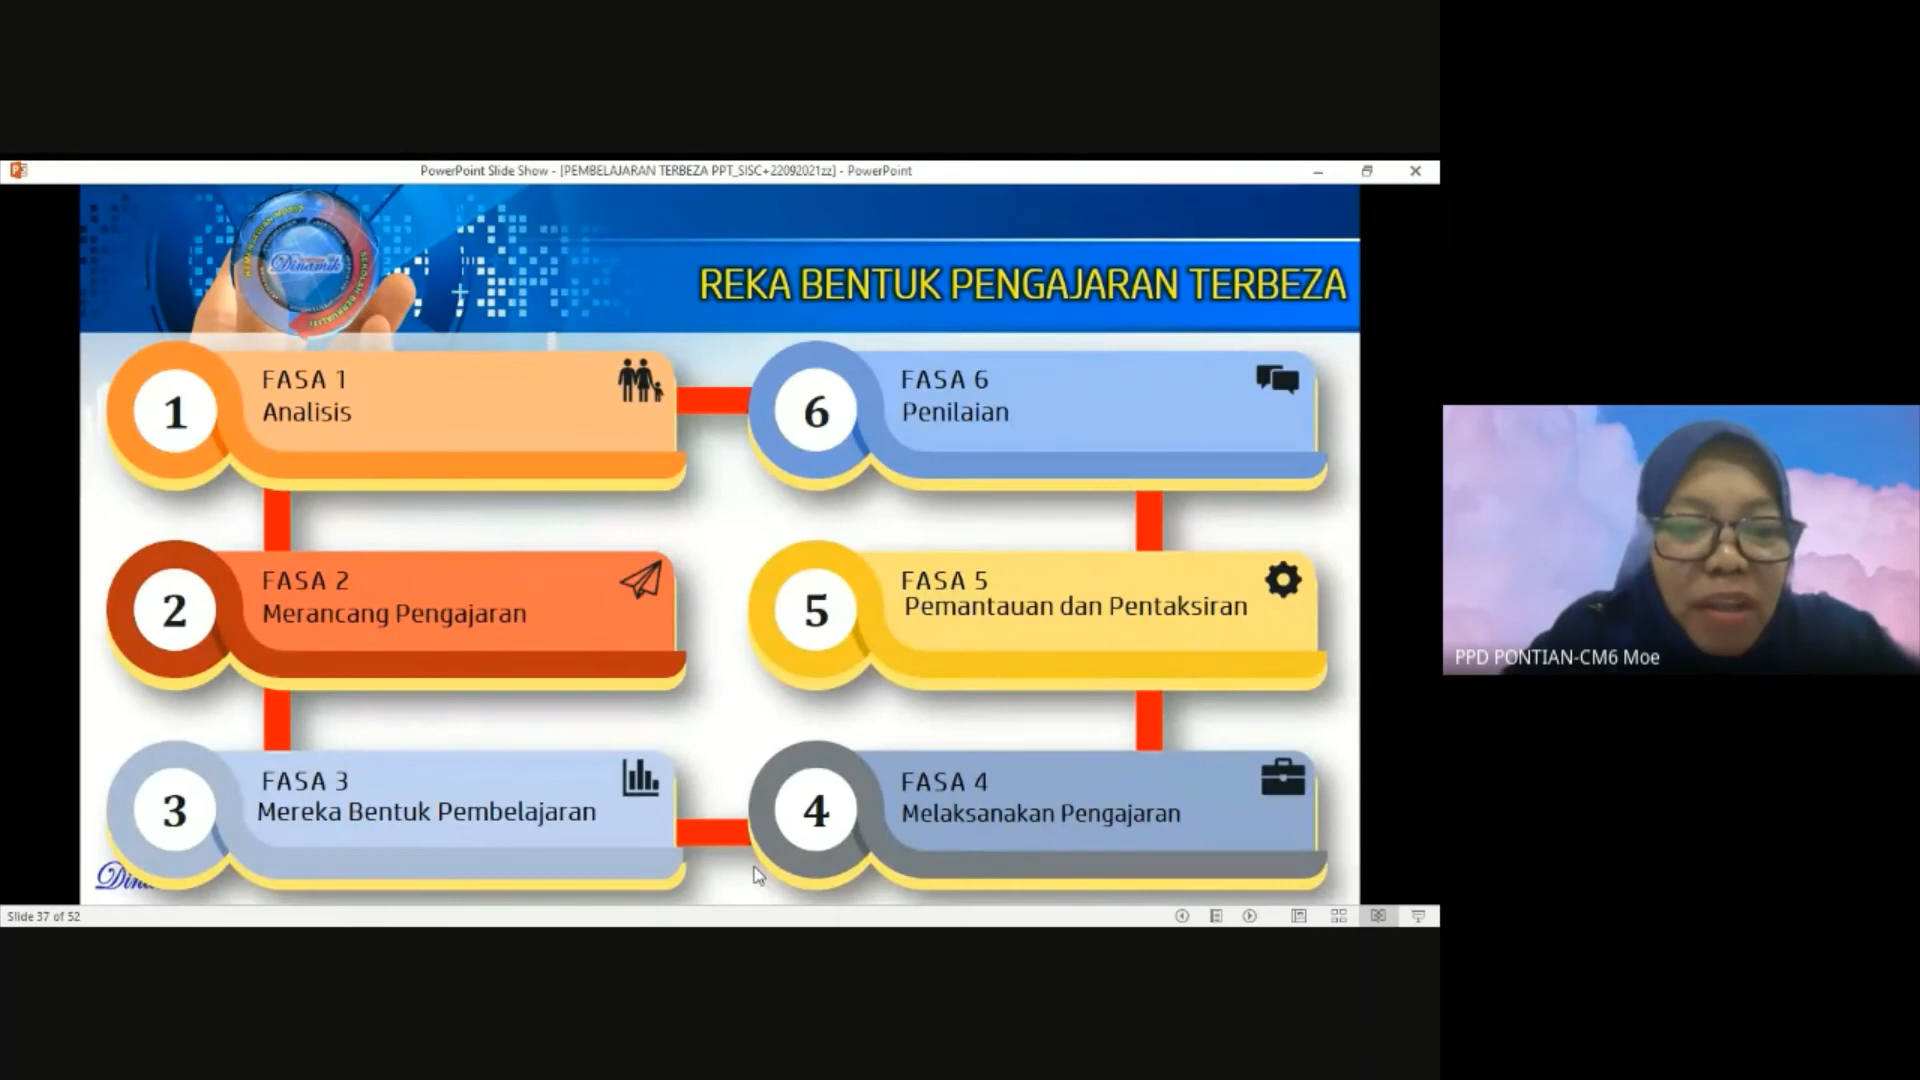 PowerPoint Slide Show - [PEMBELAJARAN TERBEZA PPT_SISC+22092021zz] - PowerPoint
Dinamik
REKA BENTUK PENGAJARAN TERBEZA
1
FASA 1
Analisis
2
FASA 2
Merancang Pengajaran
3
FASA 3
Mereka Bentuk Pembelajaran
6
FASA 6
Penilaian
5
FASA 5
Pemantauan dan Pentaksiran
4
FASA 4
Melaksanakan Pengajaran
Slide 37 of 52
PPD PONTIAN-CM6 Moe